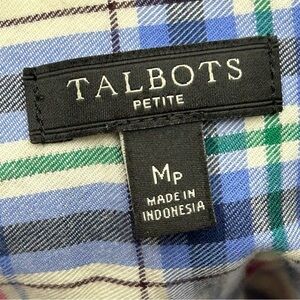 TALBOTS
PETITE
MP
MADE IN
INDONESIA